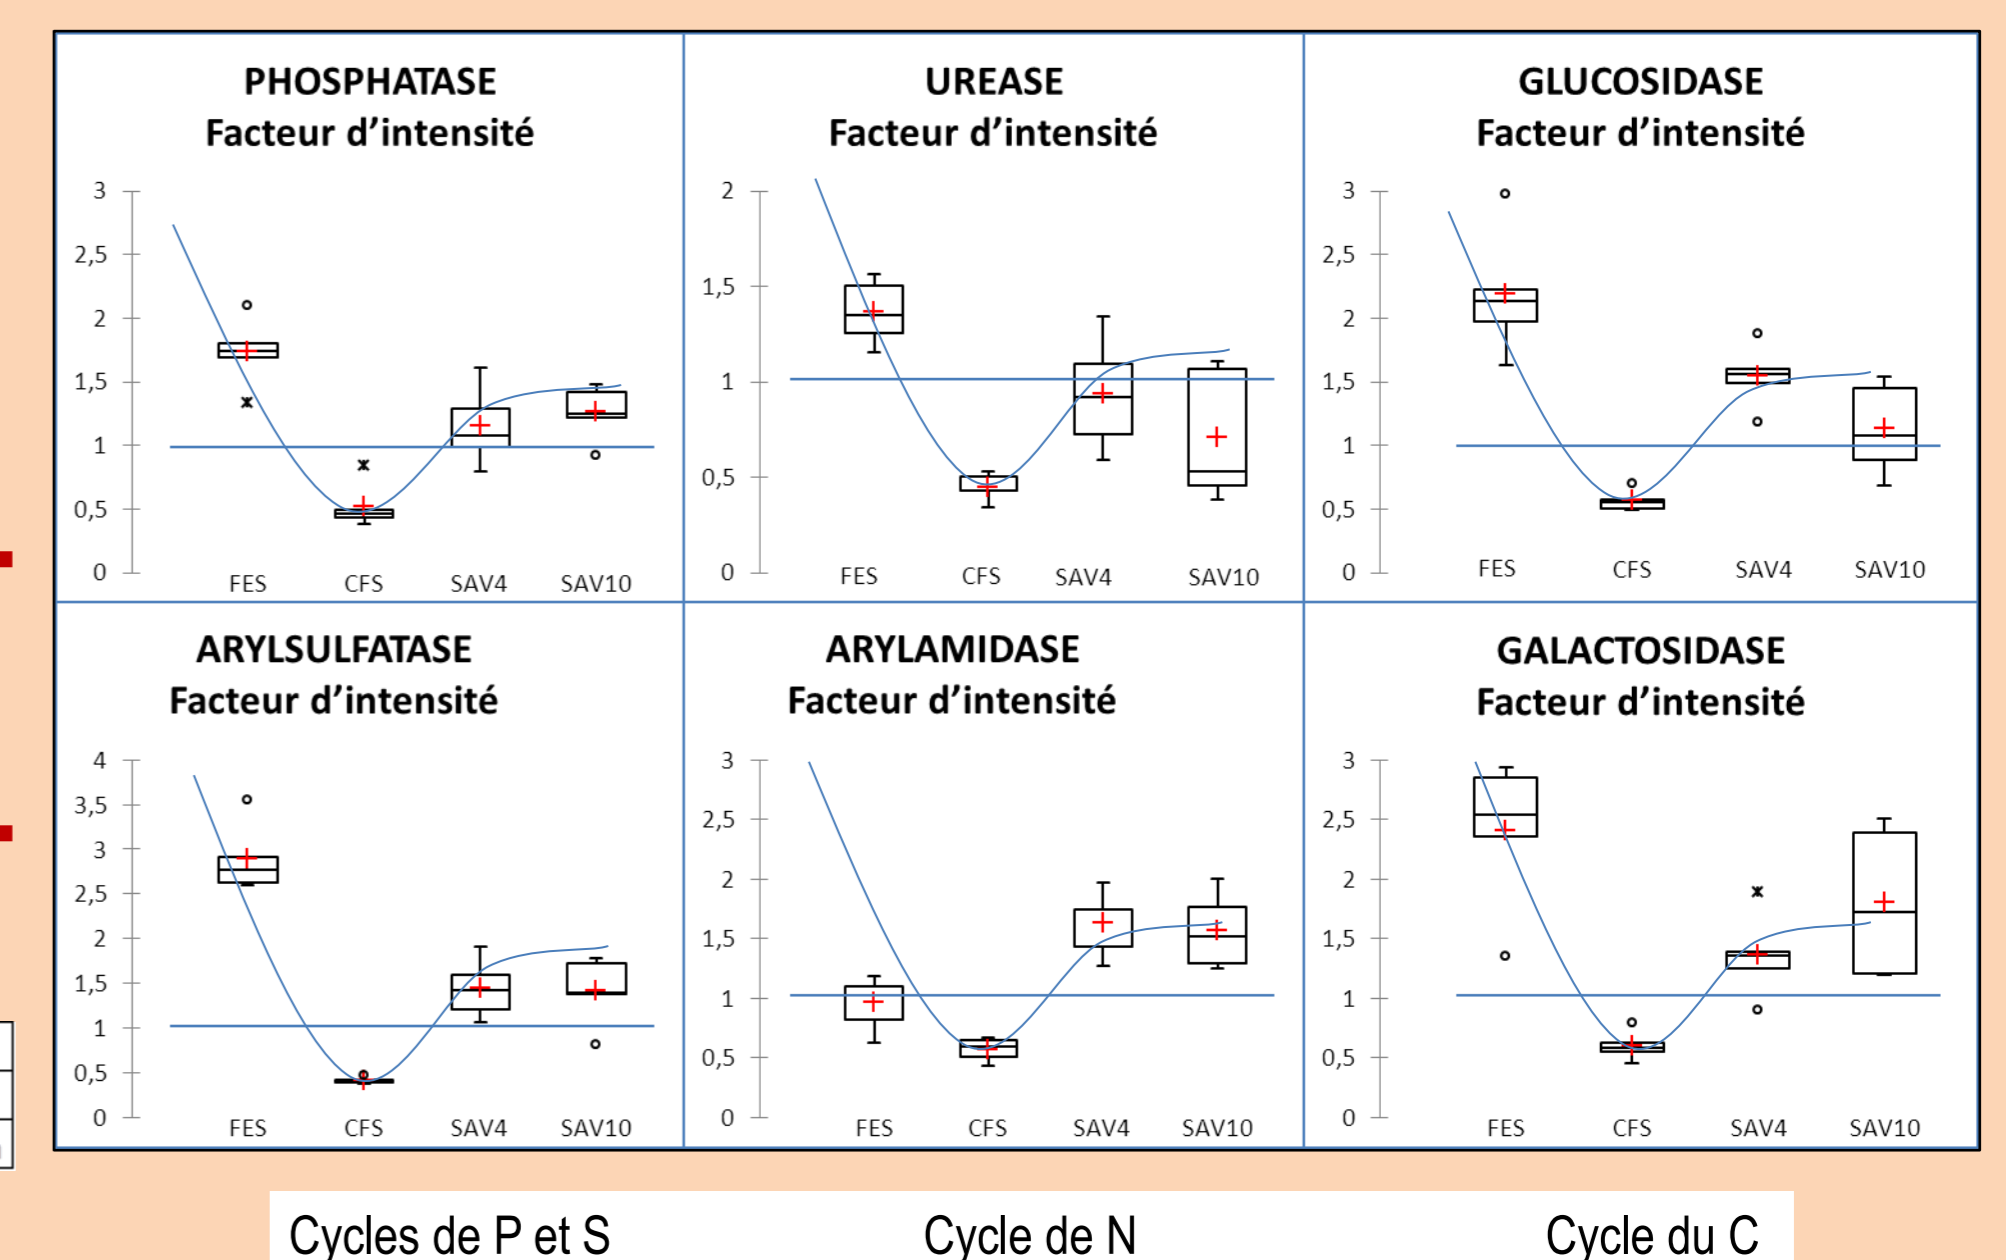 PHOSPHATASE
Facteur d'intensité
3
2,5
2
1,5
1
0,5
0
FES CFS SAV4 SAV10
UREASE
Facteur d'intensité
2
1,5
1
0,5
0
FES CFS SAV4 SAV10
GLUCOSIDASE
Facteur d'intensité
3
2,5
2
1,5
1
0,5
0
FES CFS SAV4 SAV10
ARYLSULFATASE
Facteur d'intensité
4
3,5
3
2,5
2
1,5
1
0,5
0
FES CFS SAV4 SAV10
ARYLAMIDASE
Facteur d'intensité
3
2,5
2
1,5
1
0,5
0
FES CFS SAV4 SAV10
GALACTOSIDASE
Facteur d'intensité
3
2,5
2
1,5
1
0,5
0
FES CFS SAV4 SAV10
Cycles de P et S Cycle de N Cycle du C